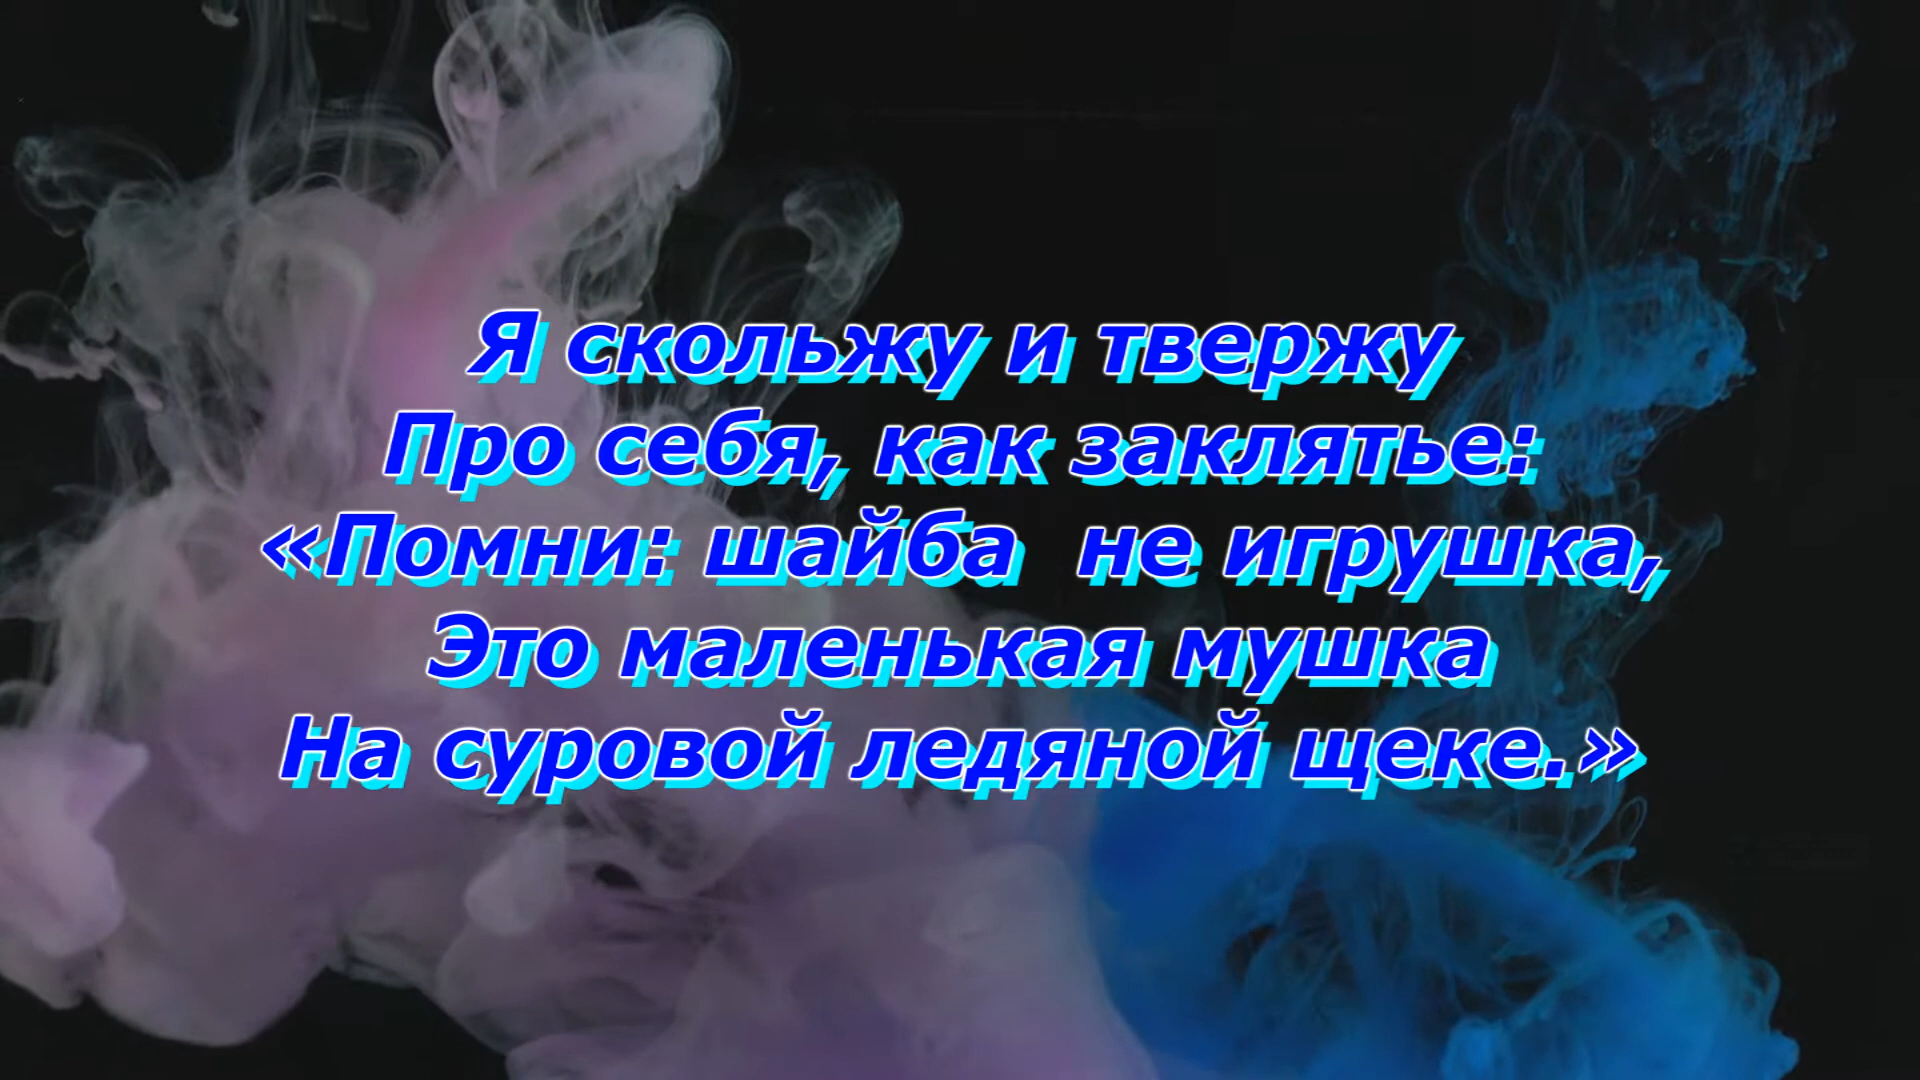 Я скольжу и твержу
Про себя, как заклятье:
«Помни: шайба  не игрушка,
Это маленькая мушка
На суровой ледяной щеке.»